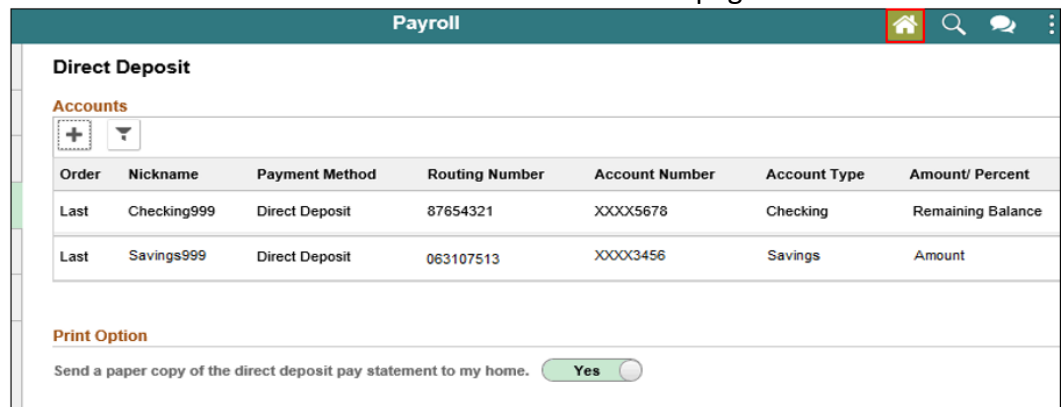 Payroll
Direct Deposit
Accounts
Order Nickname Payment Method Routing Number Account Number Account Type Amount/ Percent
Last Checking999 Direct Deposit 87654321 XXXX5678 Checking Remaining Balance
Last Savings999 Direct Deposit 063107513 XXXX3456 Savings Amount
Print Option
Send a paper copy of the direct deposit pay statement to my home. Yes